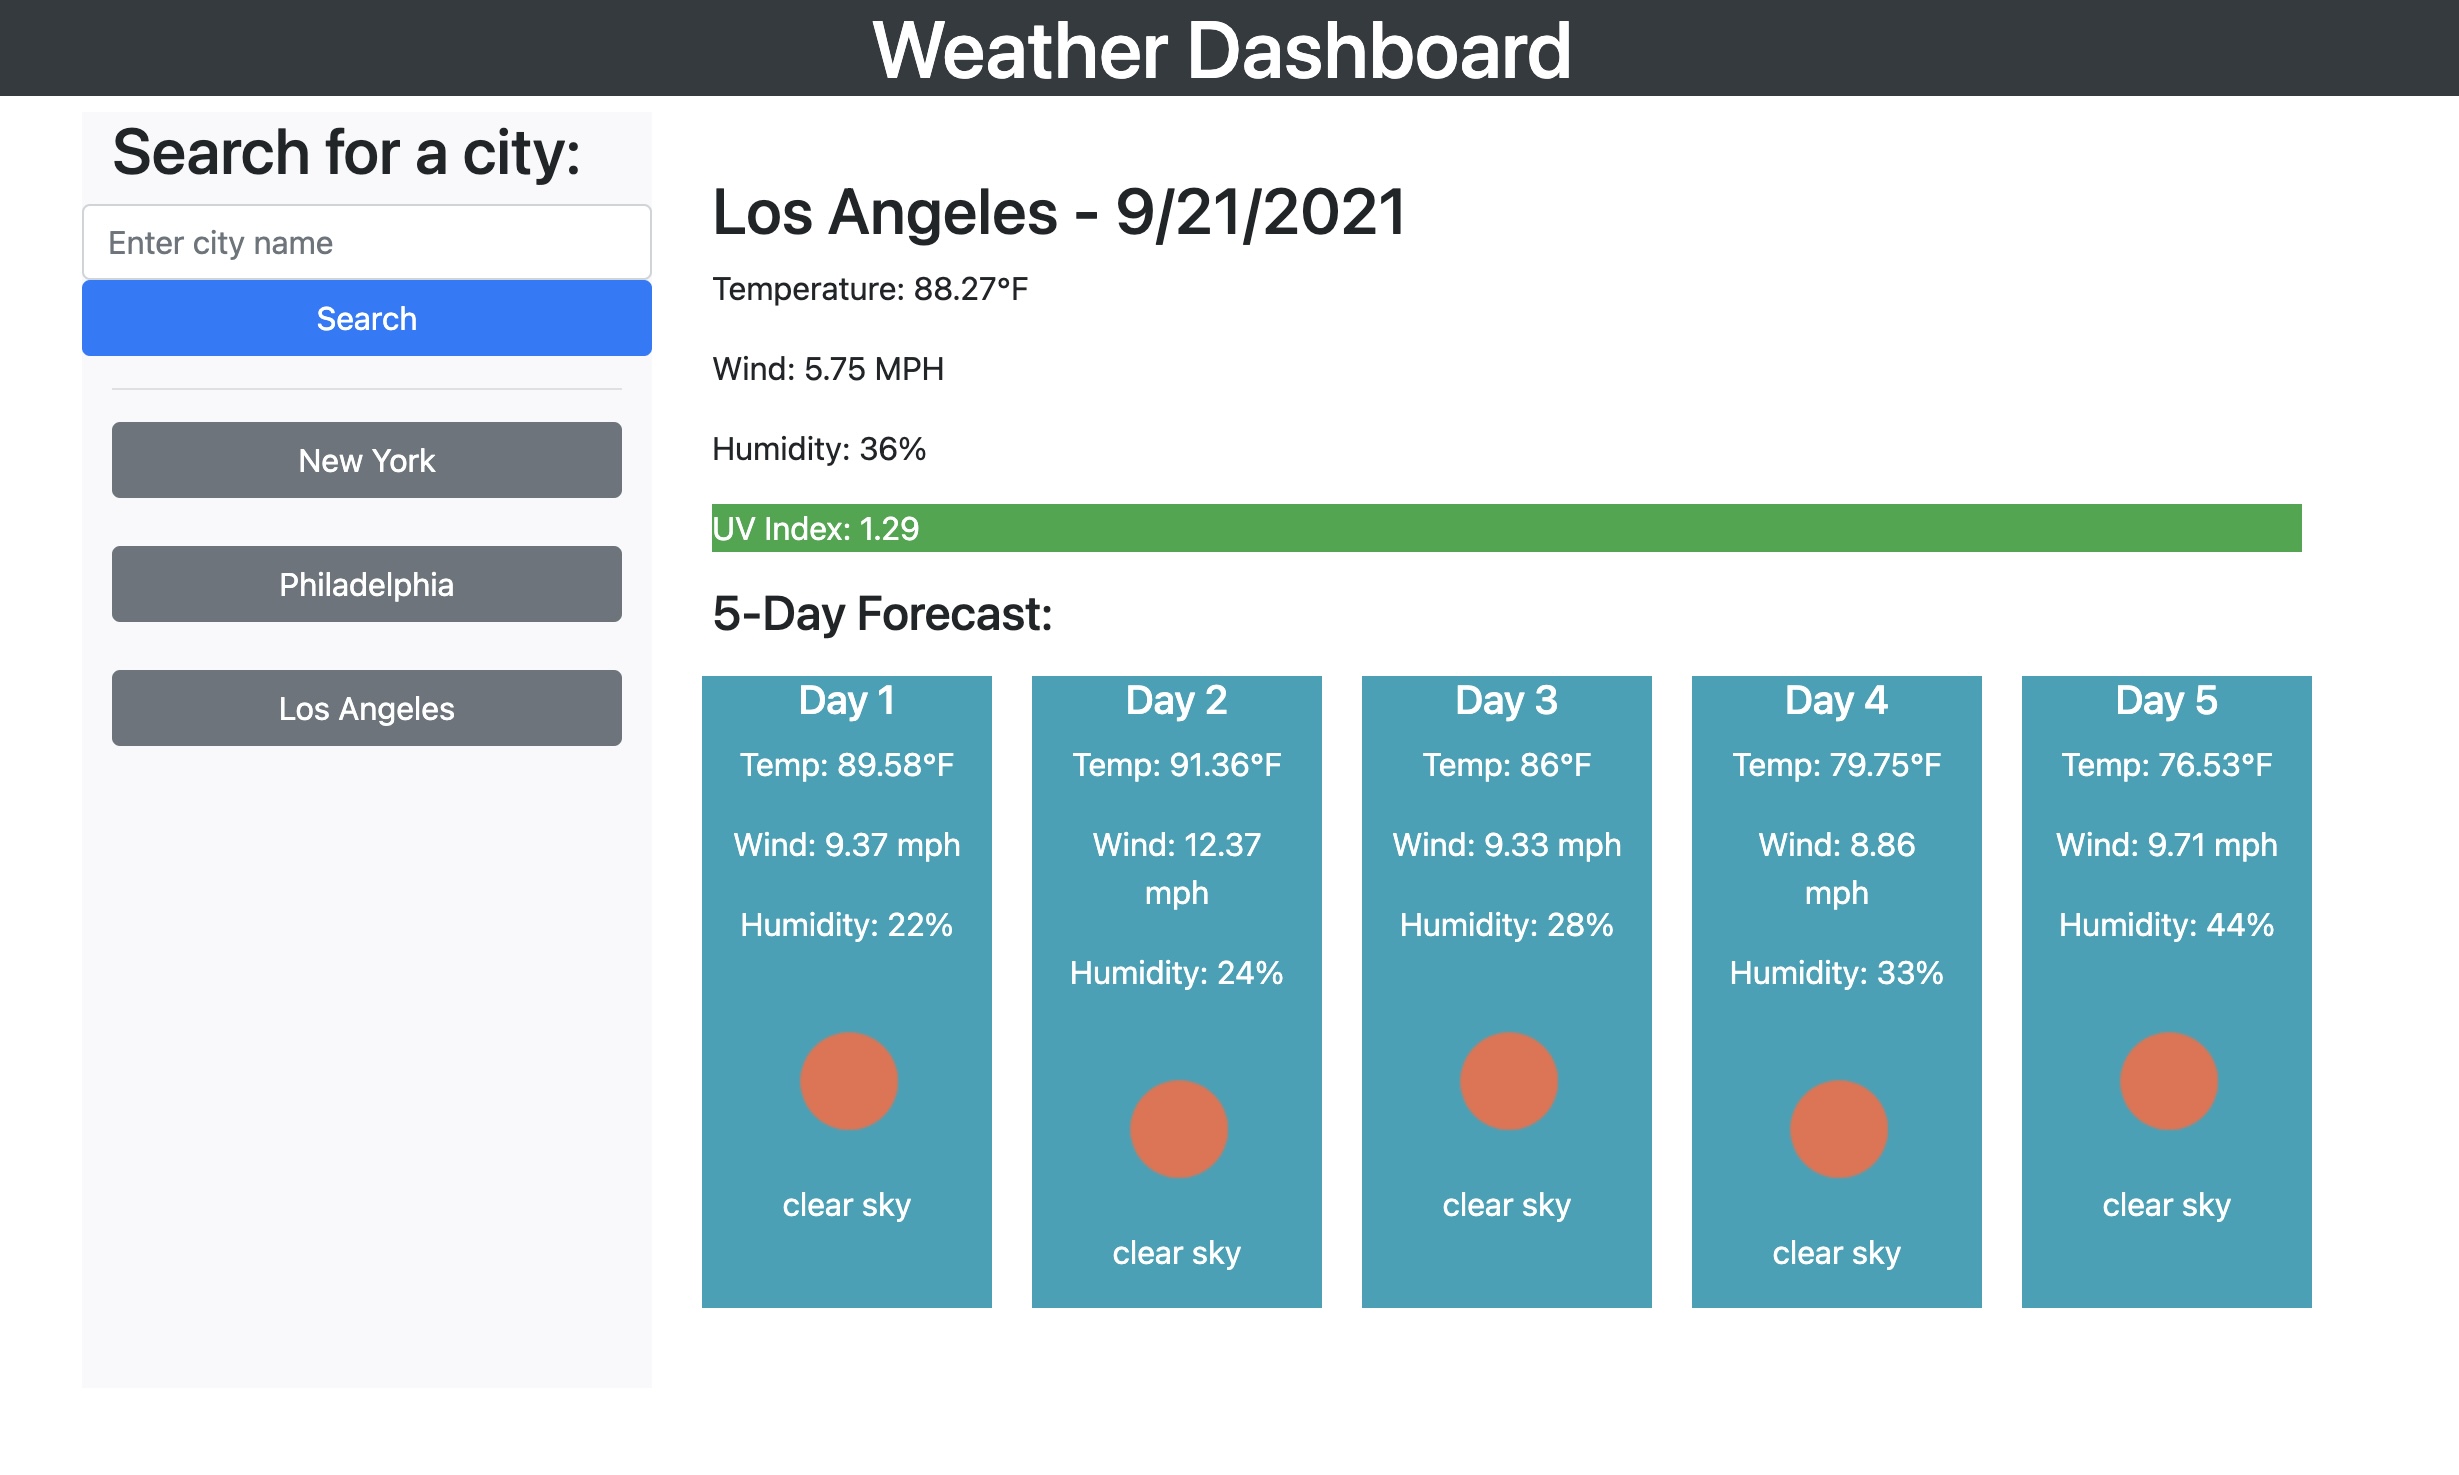 Weather Dashboard
Search for a city:
Enter city name
Search
New York
Philadelphia
Los Angeles
Los Angeles - 9/21/2021
Temperature: 88.27°F
Wind: 5.75 MPH
Humidity: 36%
UV Index: 1.29
5-Day Forecast:
Day 1
Temp: 89.58°F
Wind: 9.37 mph
Humidity: 22%
clear sky
Day 2
Temp: 91.36°F
Wind: 12.37
mph
Humidity: 24%
clear sky
Day 3
Temp: 86°F
Wind: 9.33 mph
Humidity: 28%
clear sky
Day 4
Temp: 79.75°F
Wind: 8.86
mph
Humidity: 33%
clear sky
Day 5
Temp: 76.53°F
Wind: 9.71 mph
Humidity: 44%
clear sky